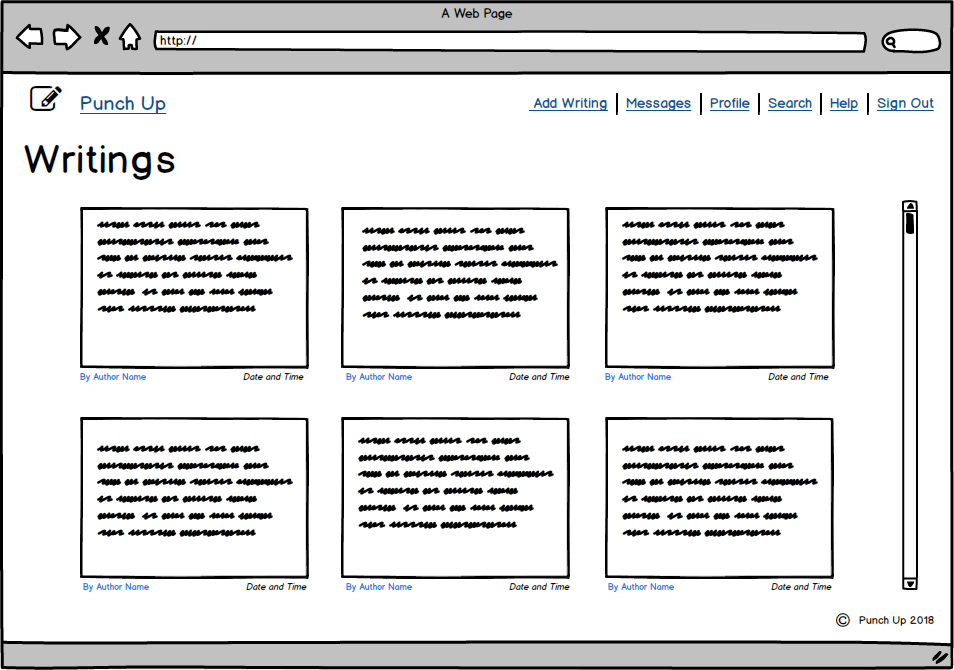 A Web Page
http://
Punch Up
Add Writing | Messages | Profile | Search | Help | Sign Out
Writings
By Author Name Date and Time By Author Name Date and Time By Author Name Date and Time
By Author Name Date and Time By Author Name Date and Time By Author Name Date and Time
© Punch Up 2018